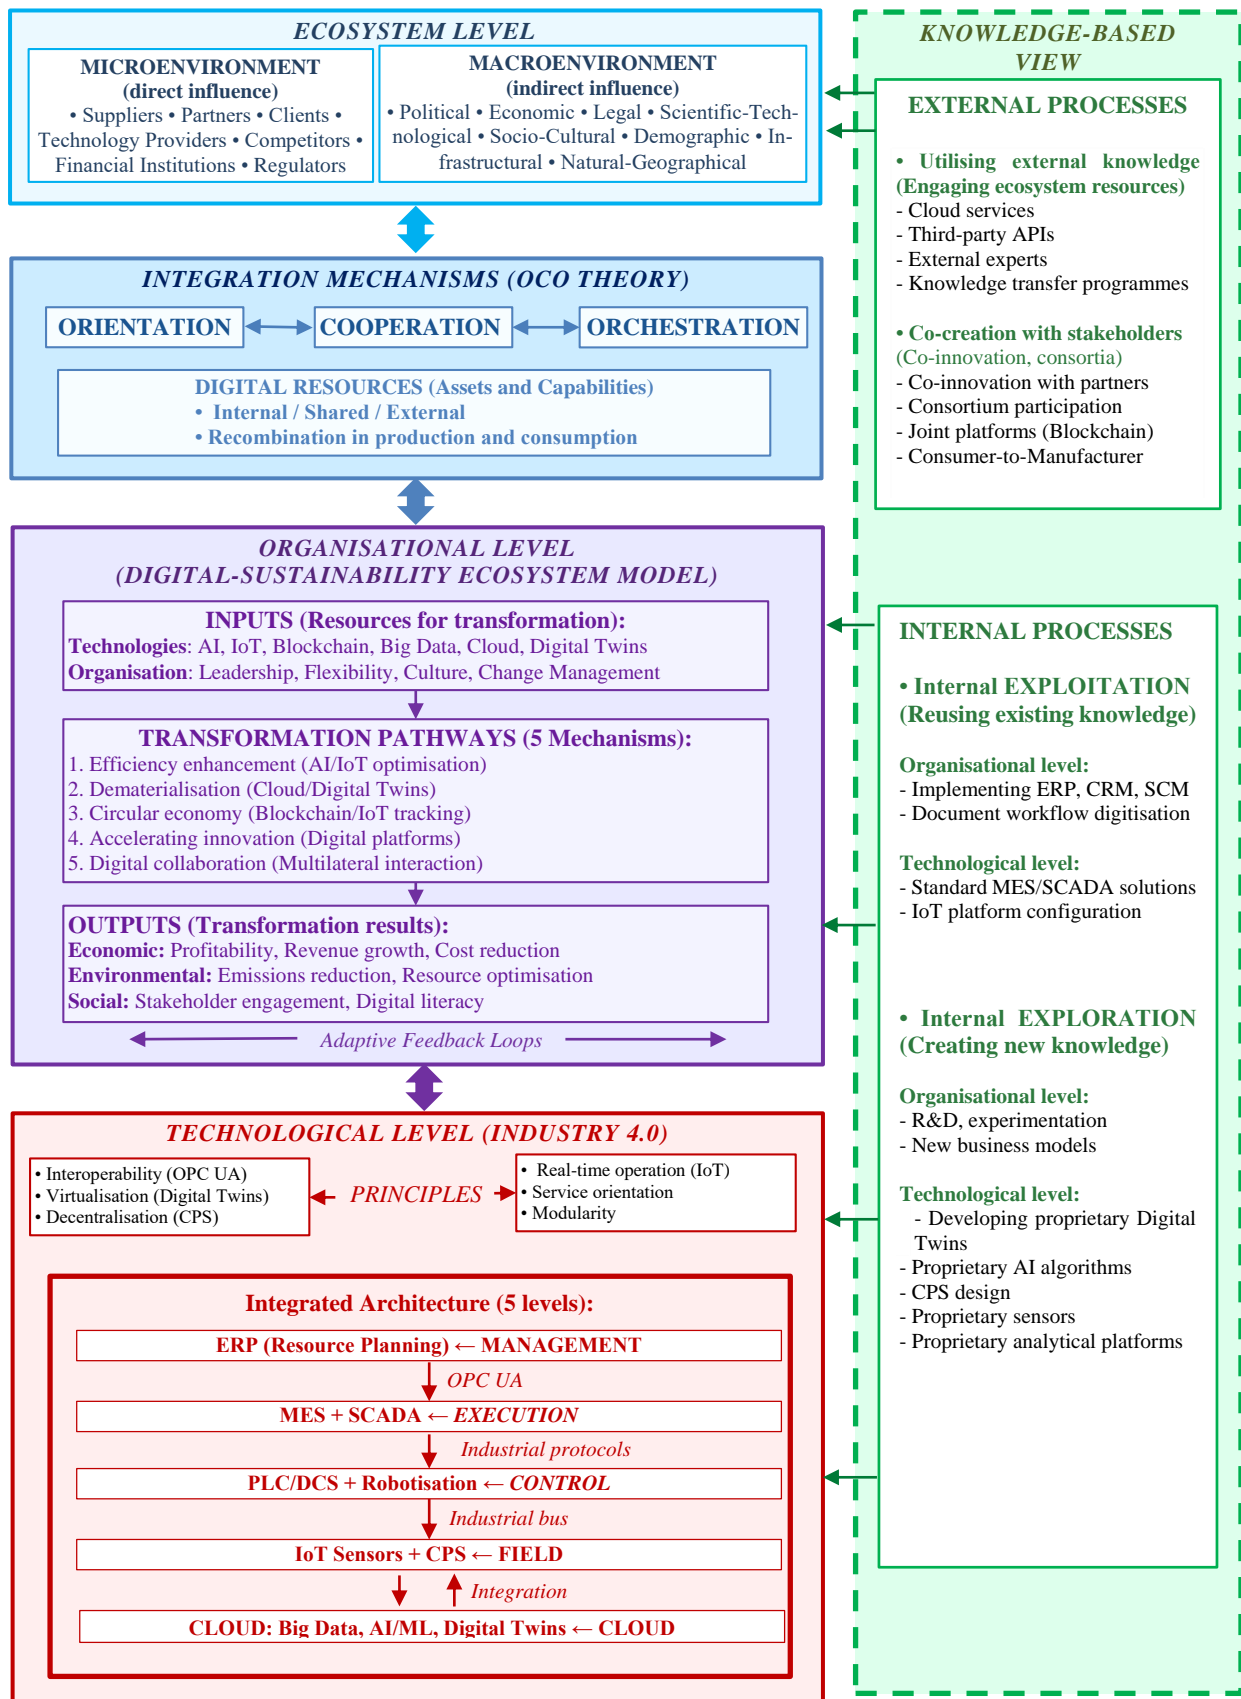 ECOSYSTEM LEVEL
MICROENVIRONMENT
(direct influence)
• Suppliers • Partners • Clients •
Technology Providers • Competitors •
Financial Institutions • Regulators
MACROENVIRONMENT
(indirect influence)
• Political • Economic • Legal • Scientific-Tech-
nological • Socio-Cultural • Demographic • In-
frastructural • Natural-Geographical
INTEGRATION MECHANISMS (OCO THEORY)
ORIENTATION
COOPERATION
ORCHESTRATION
DIGITAL RESOURCES (Assets and Capabilities)
• Internal / Shared / External
• Recombination in production and consumption
ORGANISATIONAL LEVEL
(DIGITAL-SUSTAINABILITY ECOSYSTEM MODEL)
INPUTS (Resources for transformation):
Technologies: AI, IoT, Blockchain, Big Data, Cloud, Digital Twins
Organisation: Leadership, Flexibility, Culture, Change Management
TRANSFORMATION PATHWAYS (5 Mechanisms):
1. Efficiency enhancement (AI/IoT optimisation)
2. Dematerialisation (Cloud/Digital Twins)
3. Circular economy (Blockchain/IoT tracking)
4. Accelerating innovation (Digital platforms)
5. Digital collaboration (Multilateral interaction)
OUTPUTS (Transformation results):
Economic: Profitability, Revenue growth, Cost reduction
Environmental: Emissions reduction, Resource optimisation
Social: Stakeholder engagement, Digital literacy
Adaptive Feedback Loops
TECHNOLOGICAL LEVEL (INDUSTRY 4.0)
• Interoperability (OPC UA)
• Virtualisation (Digital Twins)
• Decentralisation (CPS)
PRINCIPLES
• Real-time operation (IoT)
• Service orientation
• Modularity
Integrated Architecture (5 levels):
ERP (Resource Planning) ← MANAGEMENT
OPC UA
MES + SCADA ← EXECUTION
Industrial protocols
PLC/DCS + Robotisation ← CONTROL
Industrial bus
IoT Sensors + CPS ← FIELD
Integration
CLOUD: Big Data, AI/ML, Digital Twins ← CLOUD
KNOWLEDGE-BASED
VIEW
EXTERNAL PROCESSES
• Utilising external knowledge
(Engaging ecosystem resources)
- Cloud services
- Third-party APIs
- External experts
- Knowledge transfer programmes
• Co-creation with stakeholders
(Co-innovation, consortia)
- Co-innovation with partners
- Consortium participation
- Joint platforms (Blockchain)
- Consumer-to-Manufacturer
INTERNAL PROCESSES
• Internal EXPLOITATION
(Reusing existing knowledge)
Organisational level:
- Implementing ERP, CRM, SCM
- Document workflow digitisation
Technological level:
- Standard MES/SCADA solutions
- IoT platform configuration
• Internal EXPLORATION
(Creating new knowledge)
Organisational level:
- R&D, experimentation
- New business models
Technological level:
- Developing proprietary Digital
Twins
- Proprietary AI algorithms
- CPS design
- Proprietary sensors
- Proprietary analytical platforms